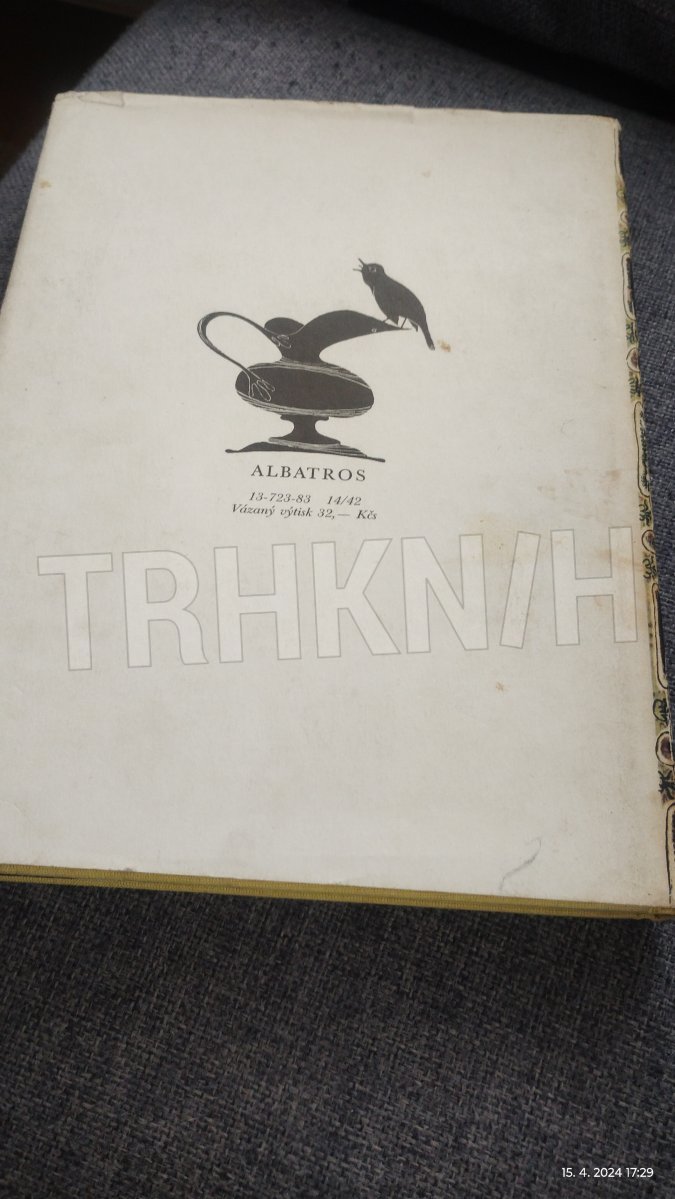 ALBATROS
13-723-83 14/42
Vázaný výtisk 32,— Kčs
TRHKNIH
15. 4. 2024 17:29